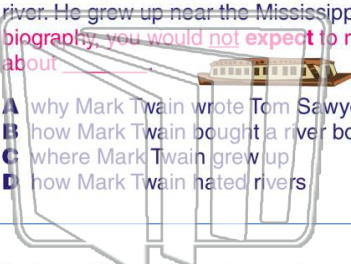 river. He grew up near the Mississipp
biography, you would not expect to r
about ________.
A why Mark Twain wrote Tom Sawye
B how Mark Twain bought a river bo
C where Mark Twain grew up
D how Mark Twain hated rivers